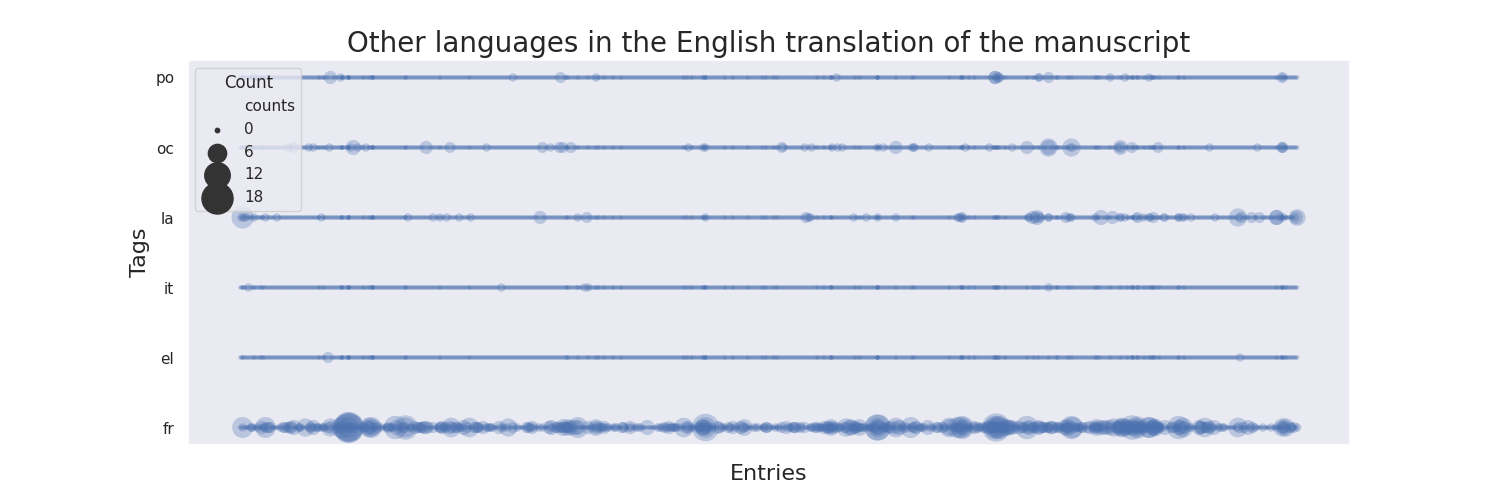 Other languages in the English translation of the manuscript
Count
counts
0
6
12
18
Tags
po
oc
la
it
el
fr
Entries